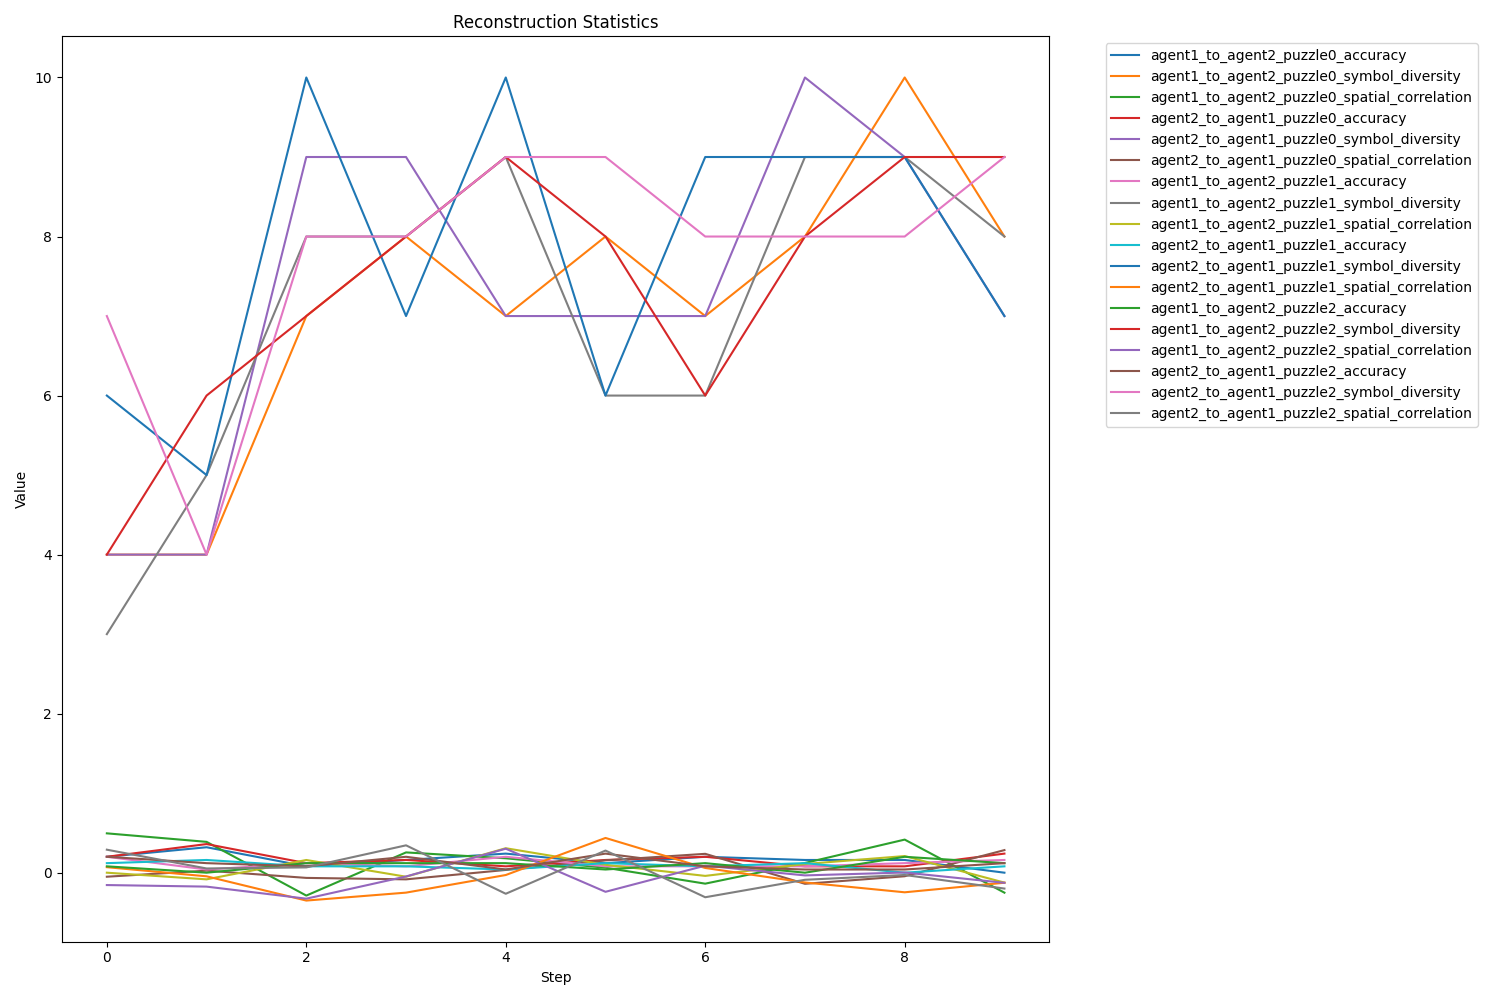 Reconstruction Statistics
10
8
6
4
2
0
Value
0 2 4 6 8
Step
agent1_to_agent2_puzzle0_accuracy
agent1_to_agent2_puzzle0_symbol_diversity
agent1_to_agent2_puzzle0_spatial_correlation
agent2_to_agent1_puzzle0_accuracy
agent2_to_agent1_puzzle0_symbol_diversity
agent2_to_agent1_puzzle0_spatial_correlation
agent1_to_agent2_puzzle1_accuracy
agent1_to_agent2_puzzle1_symbol_diversity
agent1_to_agent2_puzzle1_spatial_correlation
agent2_to_agent1_puzzle1_accuracy
agent2_to_agent1_puzzle1_symbol_diversity
agent2_to_agent1_puzzle1_spatial_correlation
agent1_to_agent2_puzzle2_accuracy
agent1_to_agent2_puzzle2_symbol_diversity
agent1_to_agent2_puzzle2_spatial_correlation
agent2_to_agent1_puzzle2_accuracy
agent2_to_agent1_puzzle2_symbol_diversity
agent2_to_agent1_puzzle2_spatial_correlation